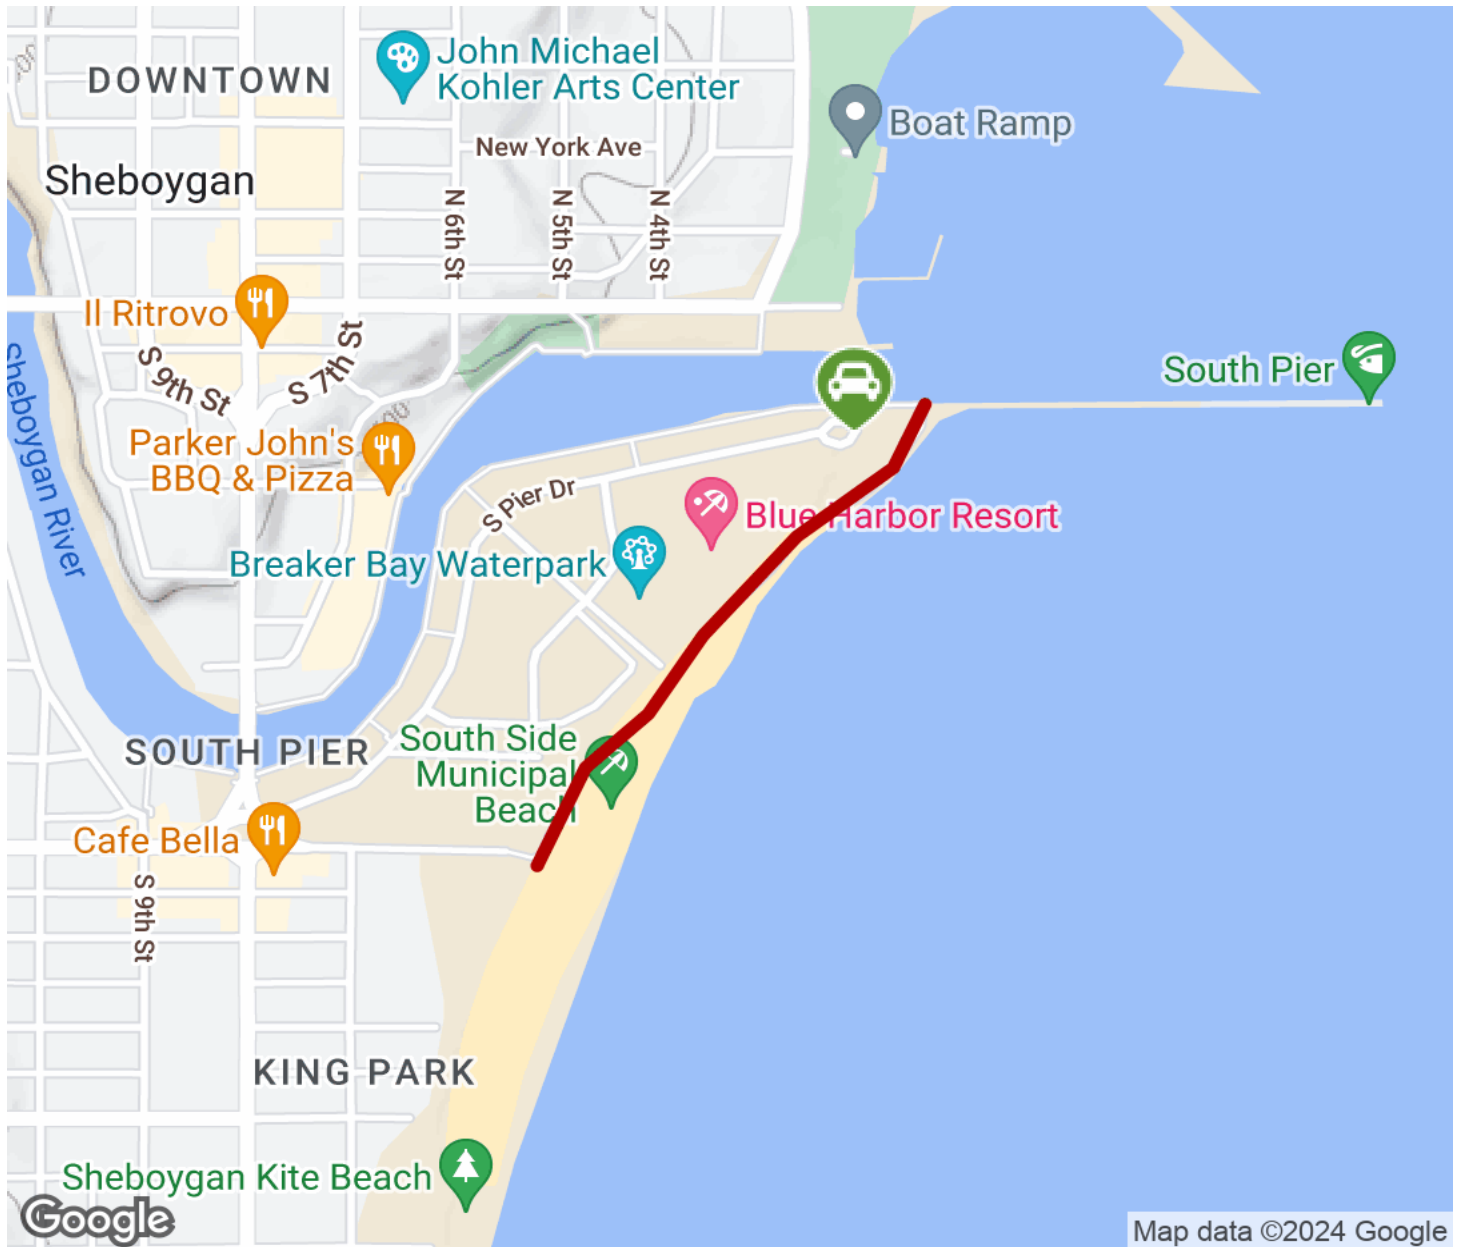 John Michael
Kohler Arts Center
DOWNTOWN
Boat Ramp
New York Ave
Sheboygan
N 6th St
N 5th St
N 4th St
Il Ritrovo
S 9th St
S 7th St
South Pier
Sheboygan River
Parker John's
BBQ & Pizza
S Pier Dr
Blue Harbor Resort
Breaker Bay Waterpark
SOUTH PIER
South Side
Municipal
Beach
Cafe Bella
S 9th St
KING PARK
Sheboygan Kite Beach
Google
Map data ©2024 Google